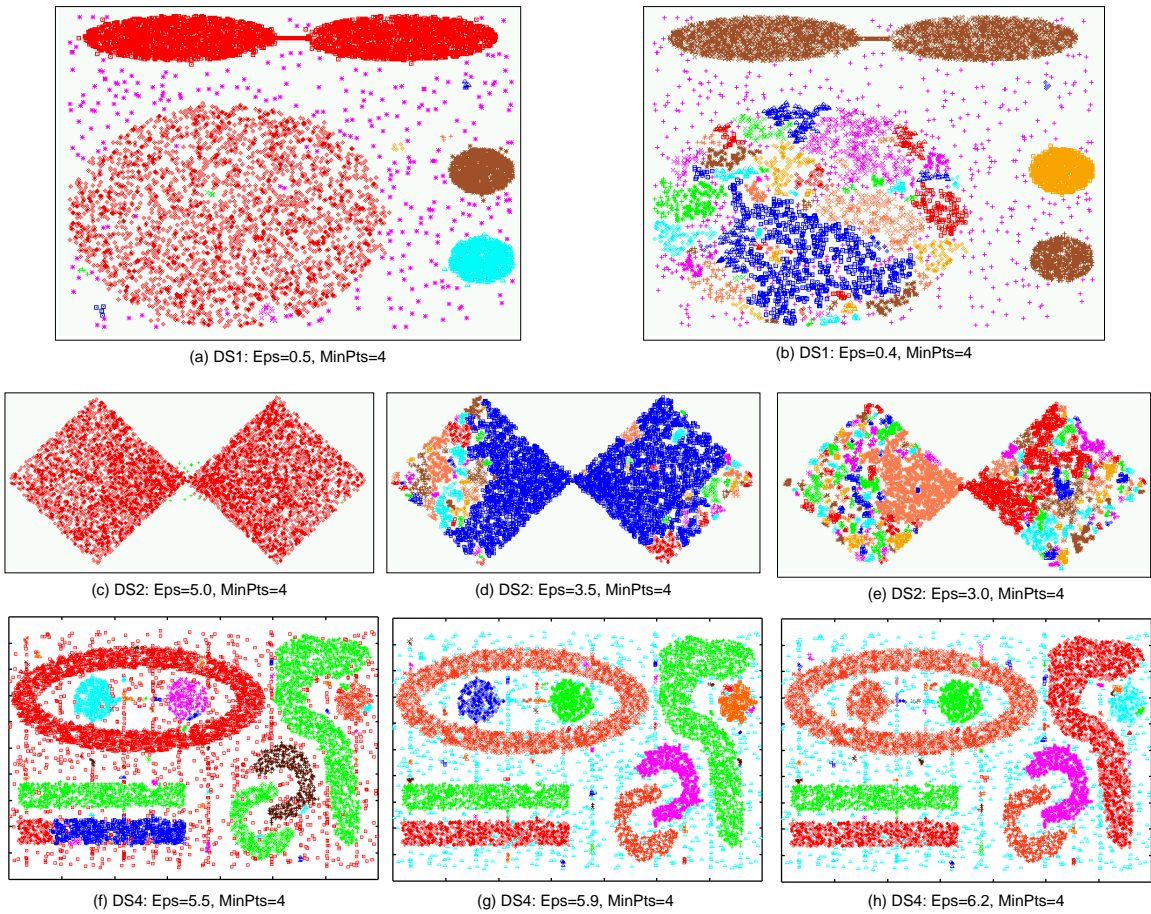 (a) DS1: Eps=0.5, MinPts=4
(b) DS1: Eps=0.4, MinPts=4
(c) DS2: Eps=5.0, MinPts=4
(d) DS2: Eps=3.5, MinPts=4
(e) DS2: Eps=3.0, MinPts=4
(f) DS4: Eps=5.5, MinPts=4
(g) DS4: Eps=5.9, MinPts=4
(h) DS4: Eps=6.2, MinPts=4